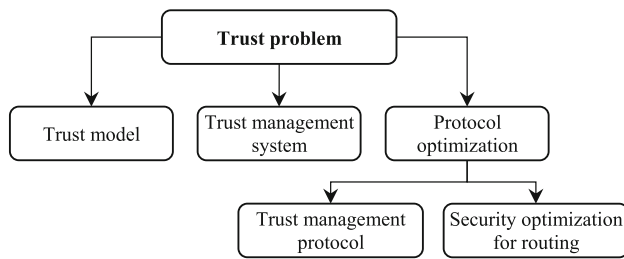 Trust problem
Trust model
Trust management
system
Protocol
optimization
Trust management
protocol
Security optimization
for routing